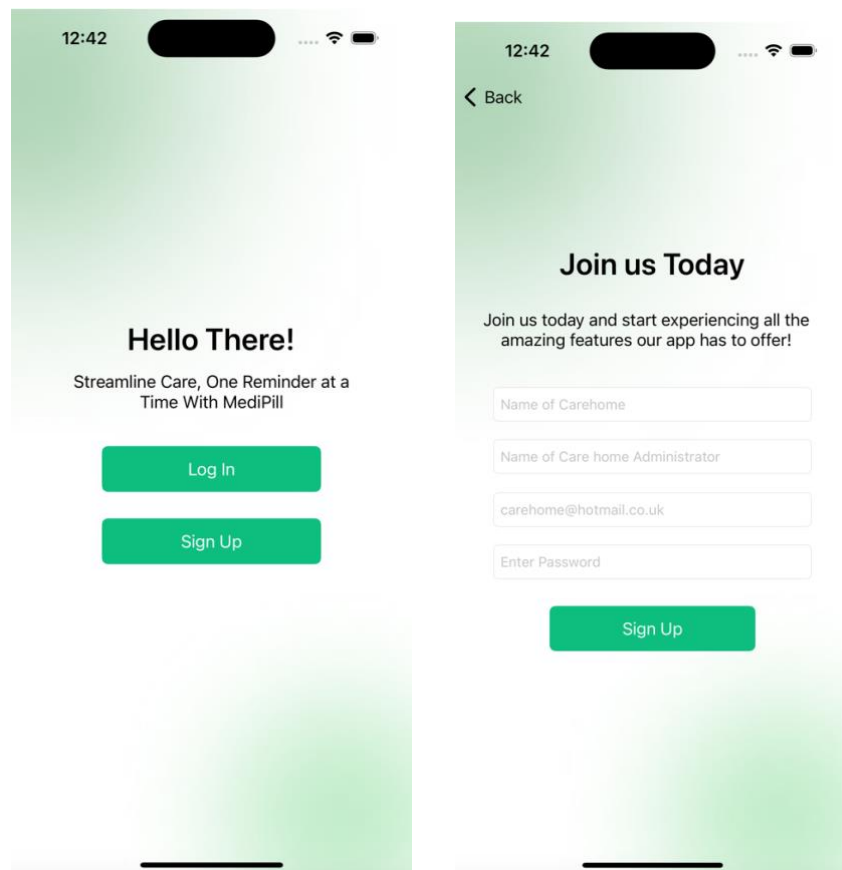 12:42
Hello There!
Streamline Care, One Reminder at a
Time With MediPill
Log In
Sign Up
12:42
Back
Join us Today
Join us today and start experiencing all the
amazing features our app has to offer!
Name of Carehome
Name of Care home Administrator
carehome@hotmail.co.uk
Enter Password
Sign Up